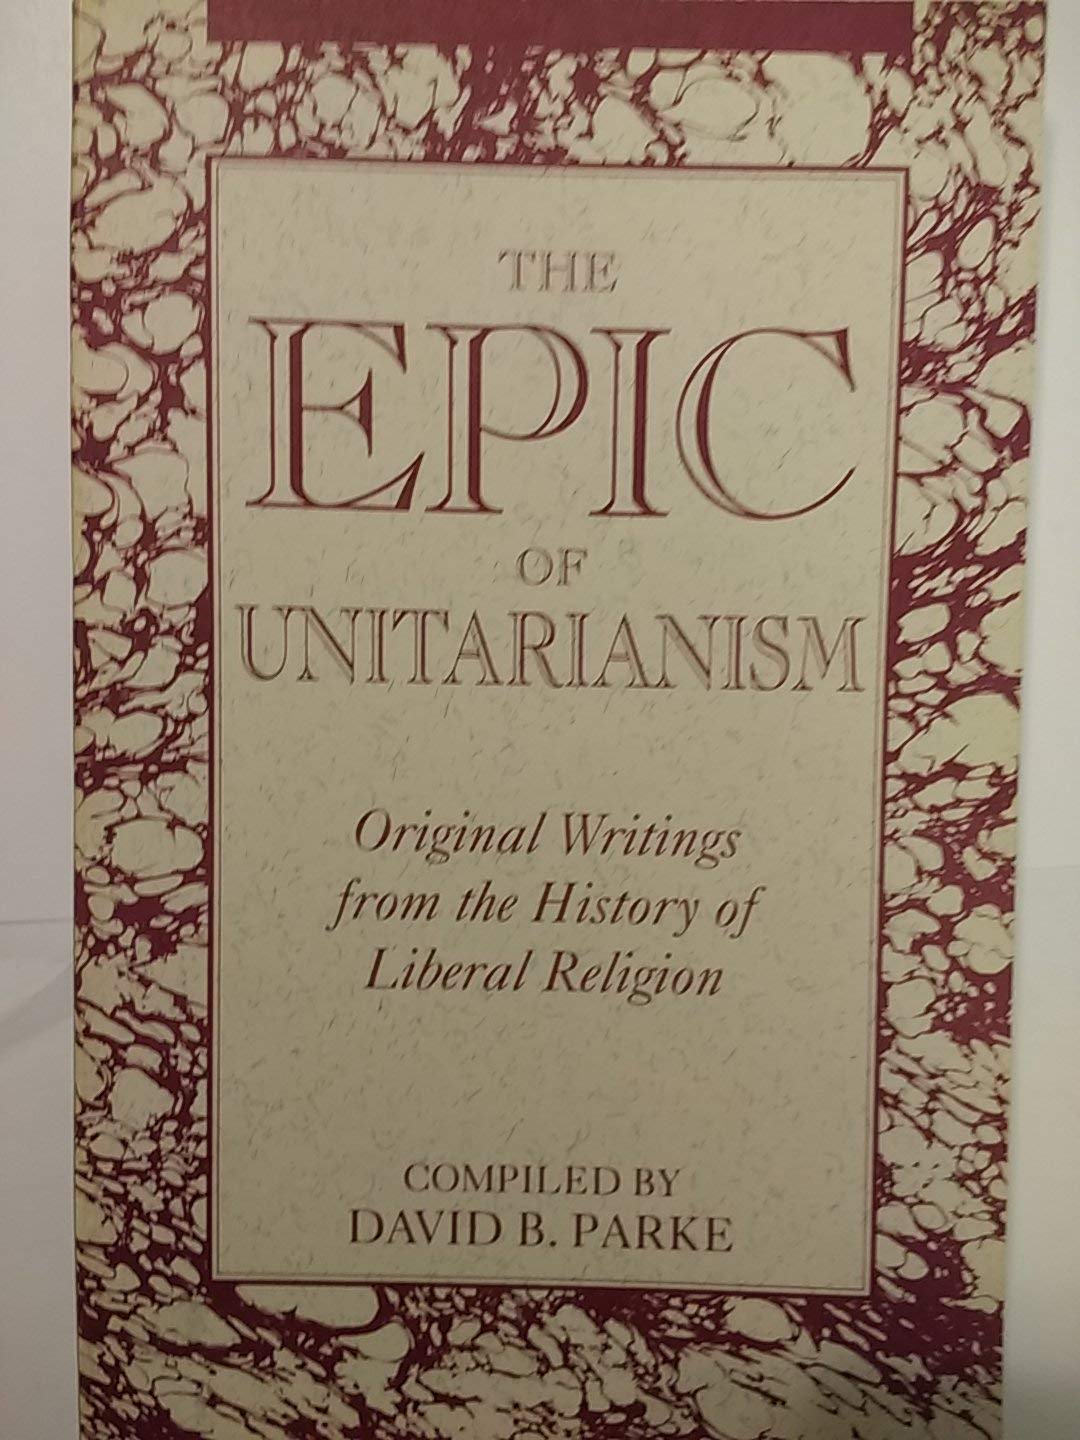 THE
EPIC
OF
UNITARIANISM
Original Writings
from the History of
Liberal Religion
COMPILED BY
DAVID B. PARKE